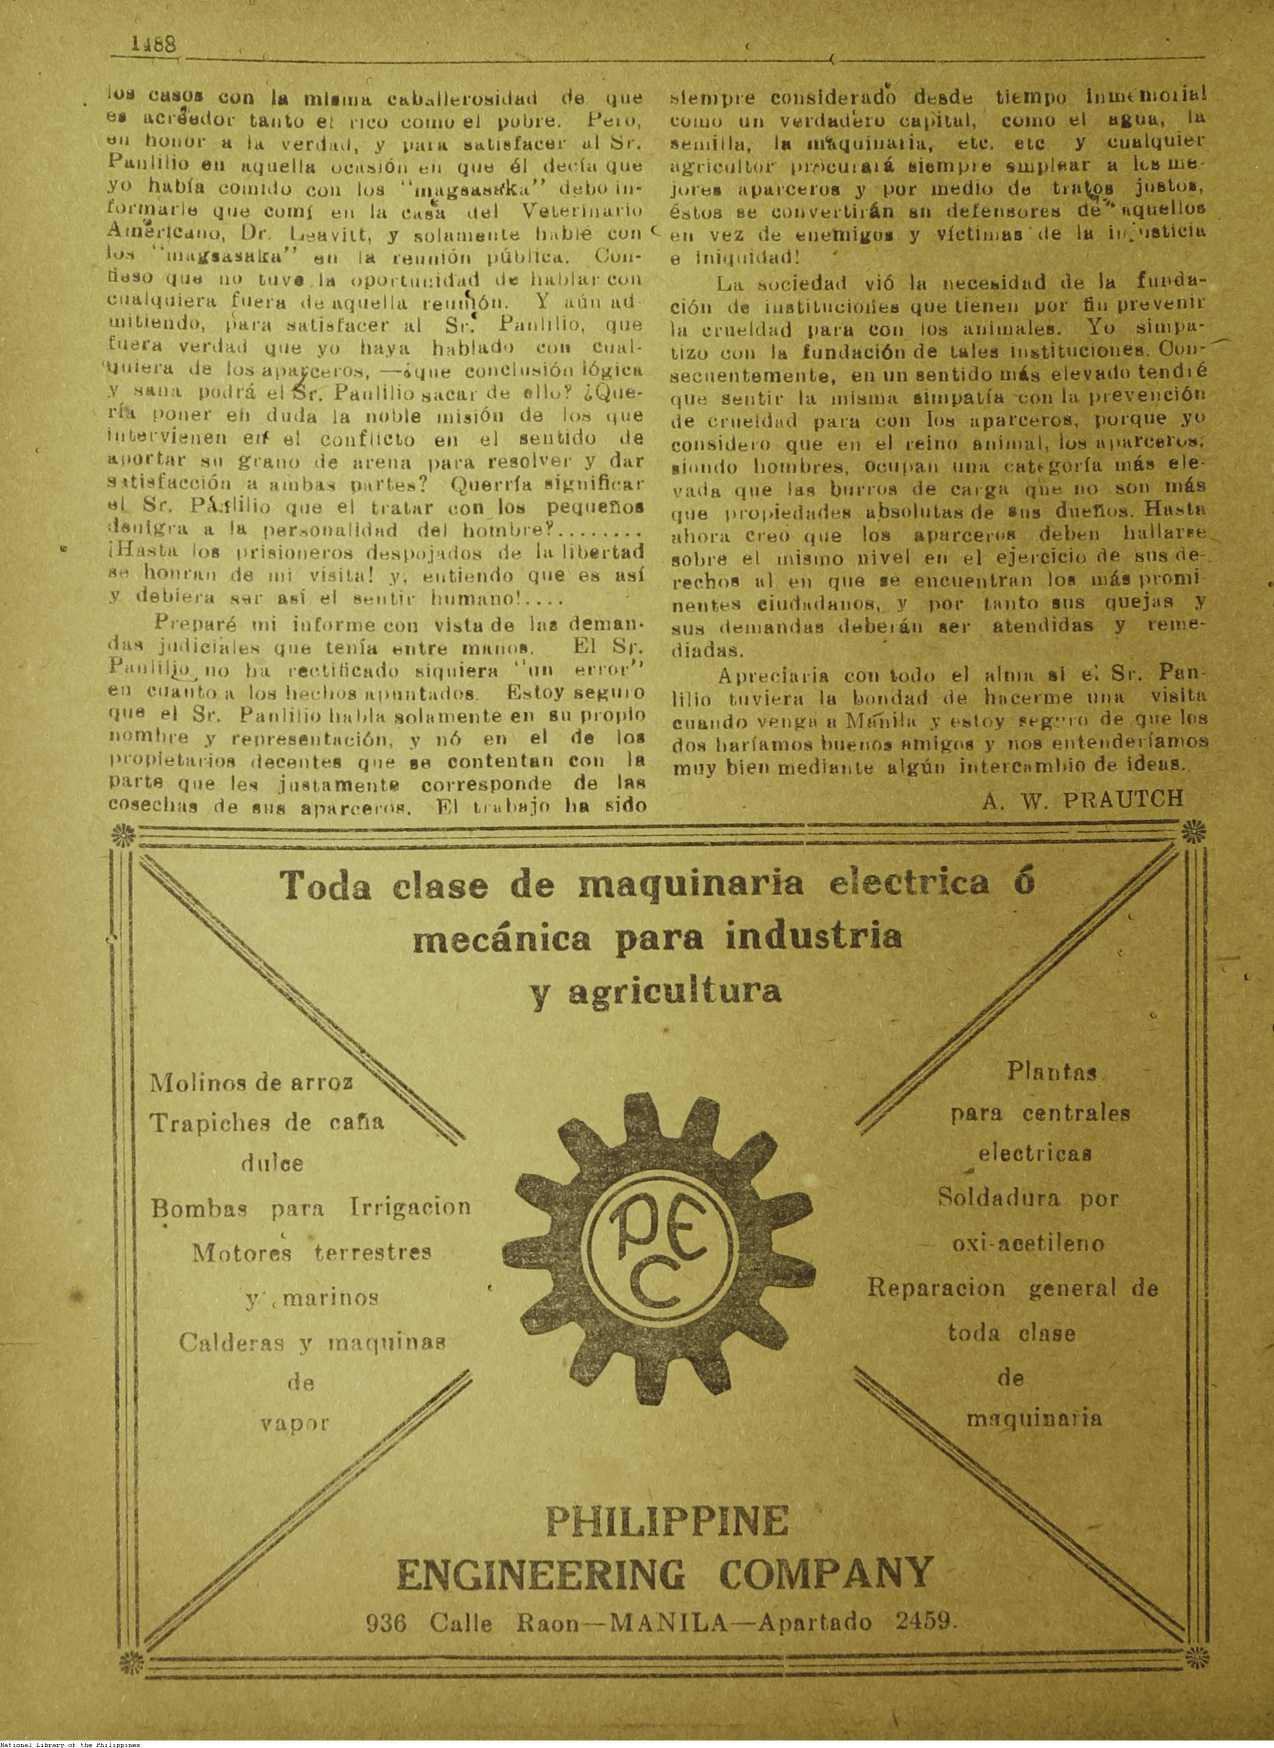 1488
los casos con la misma caballerosidad de que
es acréedor tanto el rico como el pobre. Pero,
en honor a la verdad, y para satisfacer al Sr.
Panlilio en aquella ocasión en que él decía que
yo había comido con los "magsasaka" debo in-
formarle que comí en la casa del Veterinario
Américano, Dr. Leavitt, y solamente hablé con
los "magsasaka" en la reunión pública. Con-
fieso que no tuve la oportunidad de hablar con
cualquiera fuera de aquella reunión. Y aún ad
mitiendo, para satisfacer al Sr. Panlilio, que
fuera verdad que yo haya hablado con cual-
quiera de los aparceros, —¿que conclusión lógica
y sana podrá el Sr. Panlilio sacar de ello? ¿Que-
ría poner en duda la noble misión de los que
intervienen en el conflicto en el sentido de
aportar su grano de arena para resolver y dar
satisfacción a ambas partes? Querría significar
el Sr. Panlilio que el tratar con los pequeños
denigra a la personalidad del hombre?........
¡Hasta los prisioneros despojados de la libertad
se honran de mi visita! y, entiendo que es así
y debiera ser así el sentir humano!....
Preparé mi informe con vista de las deman-
das judiciales que tenía entre manos. El Sr.
Panlilio no ha rectificado siquiera "un error"
en cuanto a los hechos apuntados. Estoy seguro
que el Sr. Panlilio habla solamente en su propio
nombre y representación, y nó en el de los
propietarios decentes que se contentan con la
parte que les justamente corresponde de las
cosechas de sus aparceros. El trabajo ha sido
siempre considerado desde tiempo inmemorial
como un verdadero capital, como el agua, la
semilla, la maquinaria, etc. etc y cualquier
agricultor procurará siempre smplear a los me-
jores aparceros y por medio de tratos justos,
éstos se convertirán sn defensores de aquellos
en vez de enemigos y víctimas de la injusticia
e iniquidad!
La sociedad vió la necesidad de la funda-
ción de instituciones que tienen por fin prevenir
la crueldad para con los animales. Yo simpa-
tizo con la fundación de tales instituciones. Con-
secuentemente, en un sentido más elevado tendré
que sentir la misma simpatía con la prevención
de crueldad para con los aparceros, porque yo
considero que en el reino animal, los aparceros,
siendo hombres, ocupan una categoría más ele-
vada que las burros de carga que no son más
que propiedades absolutas de sus dueños. Hasta
ahora creo que los aparceros deben hallarse
sobre el mismo nivel en el ejercicio de sus de-
rechos al en que se encuentran los más promi
nentes ciudadanos, y por tanto sus quejas y
sus demandas deberán ser atendidas y reme-
diadas.
Apreciaria con todo el alma si el Sr. Pan-
lilio tuviera la bondad de hacerme una visita
cuando venga a Manila y estoy seguro de que los
dos haríamos buenos amigos y nos entenderíamos
muy bien mediante algún intercambio de ideas.
A. W. PRAUTCH
Toda clase de maquinaria electrica ó
mecánica para industria
y agricultura
Molinos de arroz
Trapiches de caña
dulce
Bombas para Irrigacion
Motores terrestres
y marinos
Calderas y maquinas
de
vapor
PEC
Plantas
para centrales
electricas
Soldadura por
oxi-acetileno
Reparacion general de
toda clase
de
maquinaria
PHILIPPINE
ENGINEERING COMPANY
936 Calle Raon—MANILA—Apartado 2459.
National Library of the Philippines